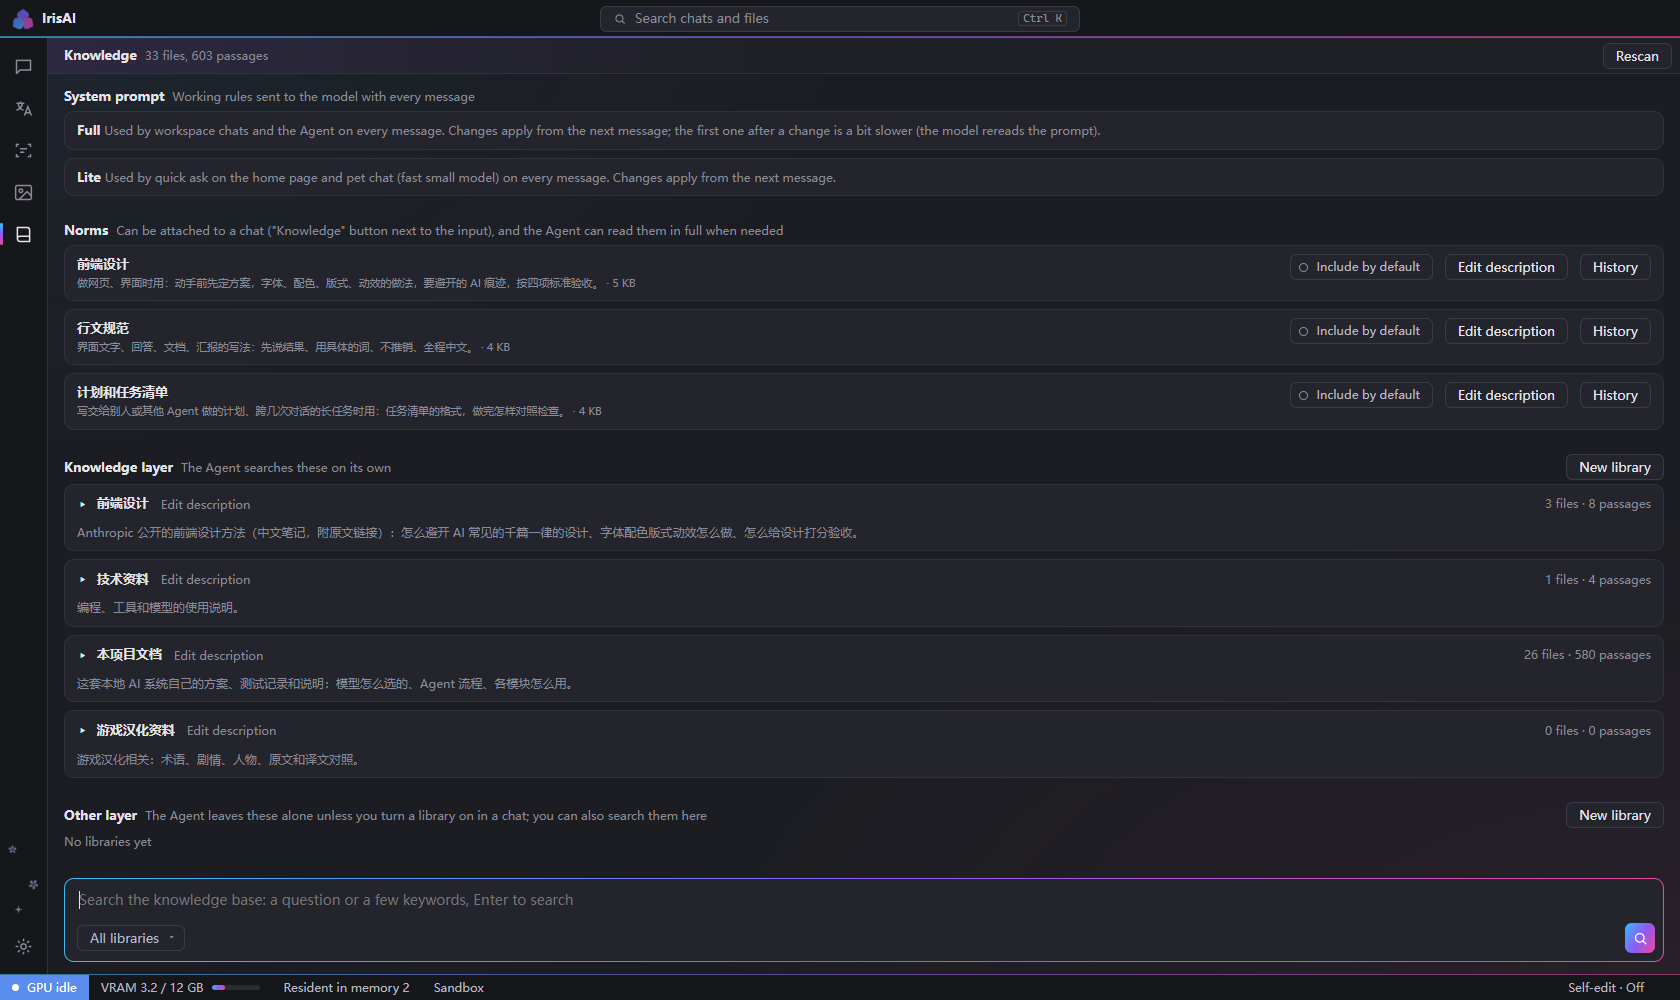 IrisAI
Search chats and files
Ctrl K
Knowledge 33 files, 603 passages
Rescan
System prompt Working rules sent to the model with every message
Full Used by workspace chats and the Agent on every message. Changes apply from the next message; the first one after a change is a bit slower (the model rereads the prompt).
Lite Used by quick ask on the home page and pet chat (fast small model) on every message. Changes apply from the next message.
Norms Can be attached to a chat ("Knowledge" button next to the input), and the Agent can read them in full when needed
前端设计
Include by default
Edit description
History
做网页、界面时用：动手前先定方案，字体、配色、版式、动效的做法，要避开的 AI 痕迹，按四项标准验收。 · 5 KB
行文规范
Include by default
Edit description
History
界面文字、回答、文档、汇报的写法：先说结果、用具体的词、不推销、全程中文。 · 4 KB
计划和任务清单
Include by default
Edit description
History
写交给别人或其他 Agent 做的计划、跨几次对话的长任务时用：任务清单的格式，做完怎样对照检查。 · 4 KB
Knowledge layer The Agent searches these on its own
New library
前端设计 Edit description
3 files · 8 passages
Anthropic 公开的前端设计方法（中文笔记，附原文链接）：怎么避开 AI 常见的千篇一律的设计、字体配色版式动效怎么做、怎么给设计打分验收。
技术资料 Edit description
1 files · 4 passages
编程、工具和模型的使用说明。
本项目文档 Edit description
26 files · 580 passages
这套本地 AI 系统自己的方案、测试记录和说明：模型怎么选的、Agent 流程、各模块怎么用。
游戏汉化资料 Edit description
0 files · 0 passages
游戏汉化相关：术语、剧情、人物、原文和译文对照。
Other layer The Agent leaves these alone unless you turn a library on in a chat; you can also search them here
New library
No libraries yet
Search the knowledge base: a question or a few keywords, Enter to search
All libraries
GPU idle
VRAM 3.2 / 12 GB
Resident in memory 2
Sandbox
Self-edit · Off